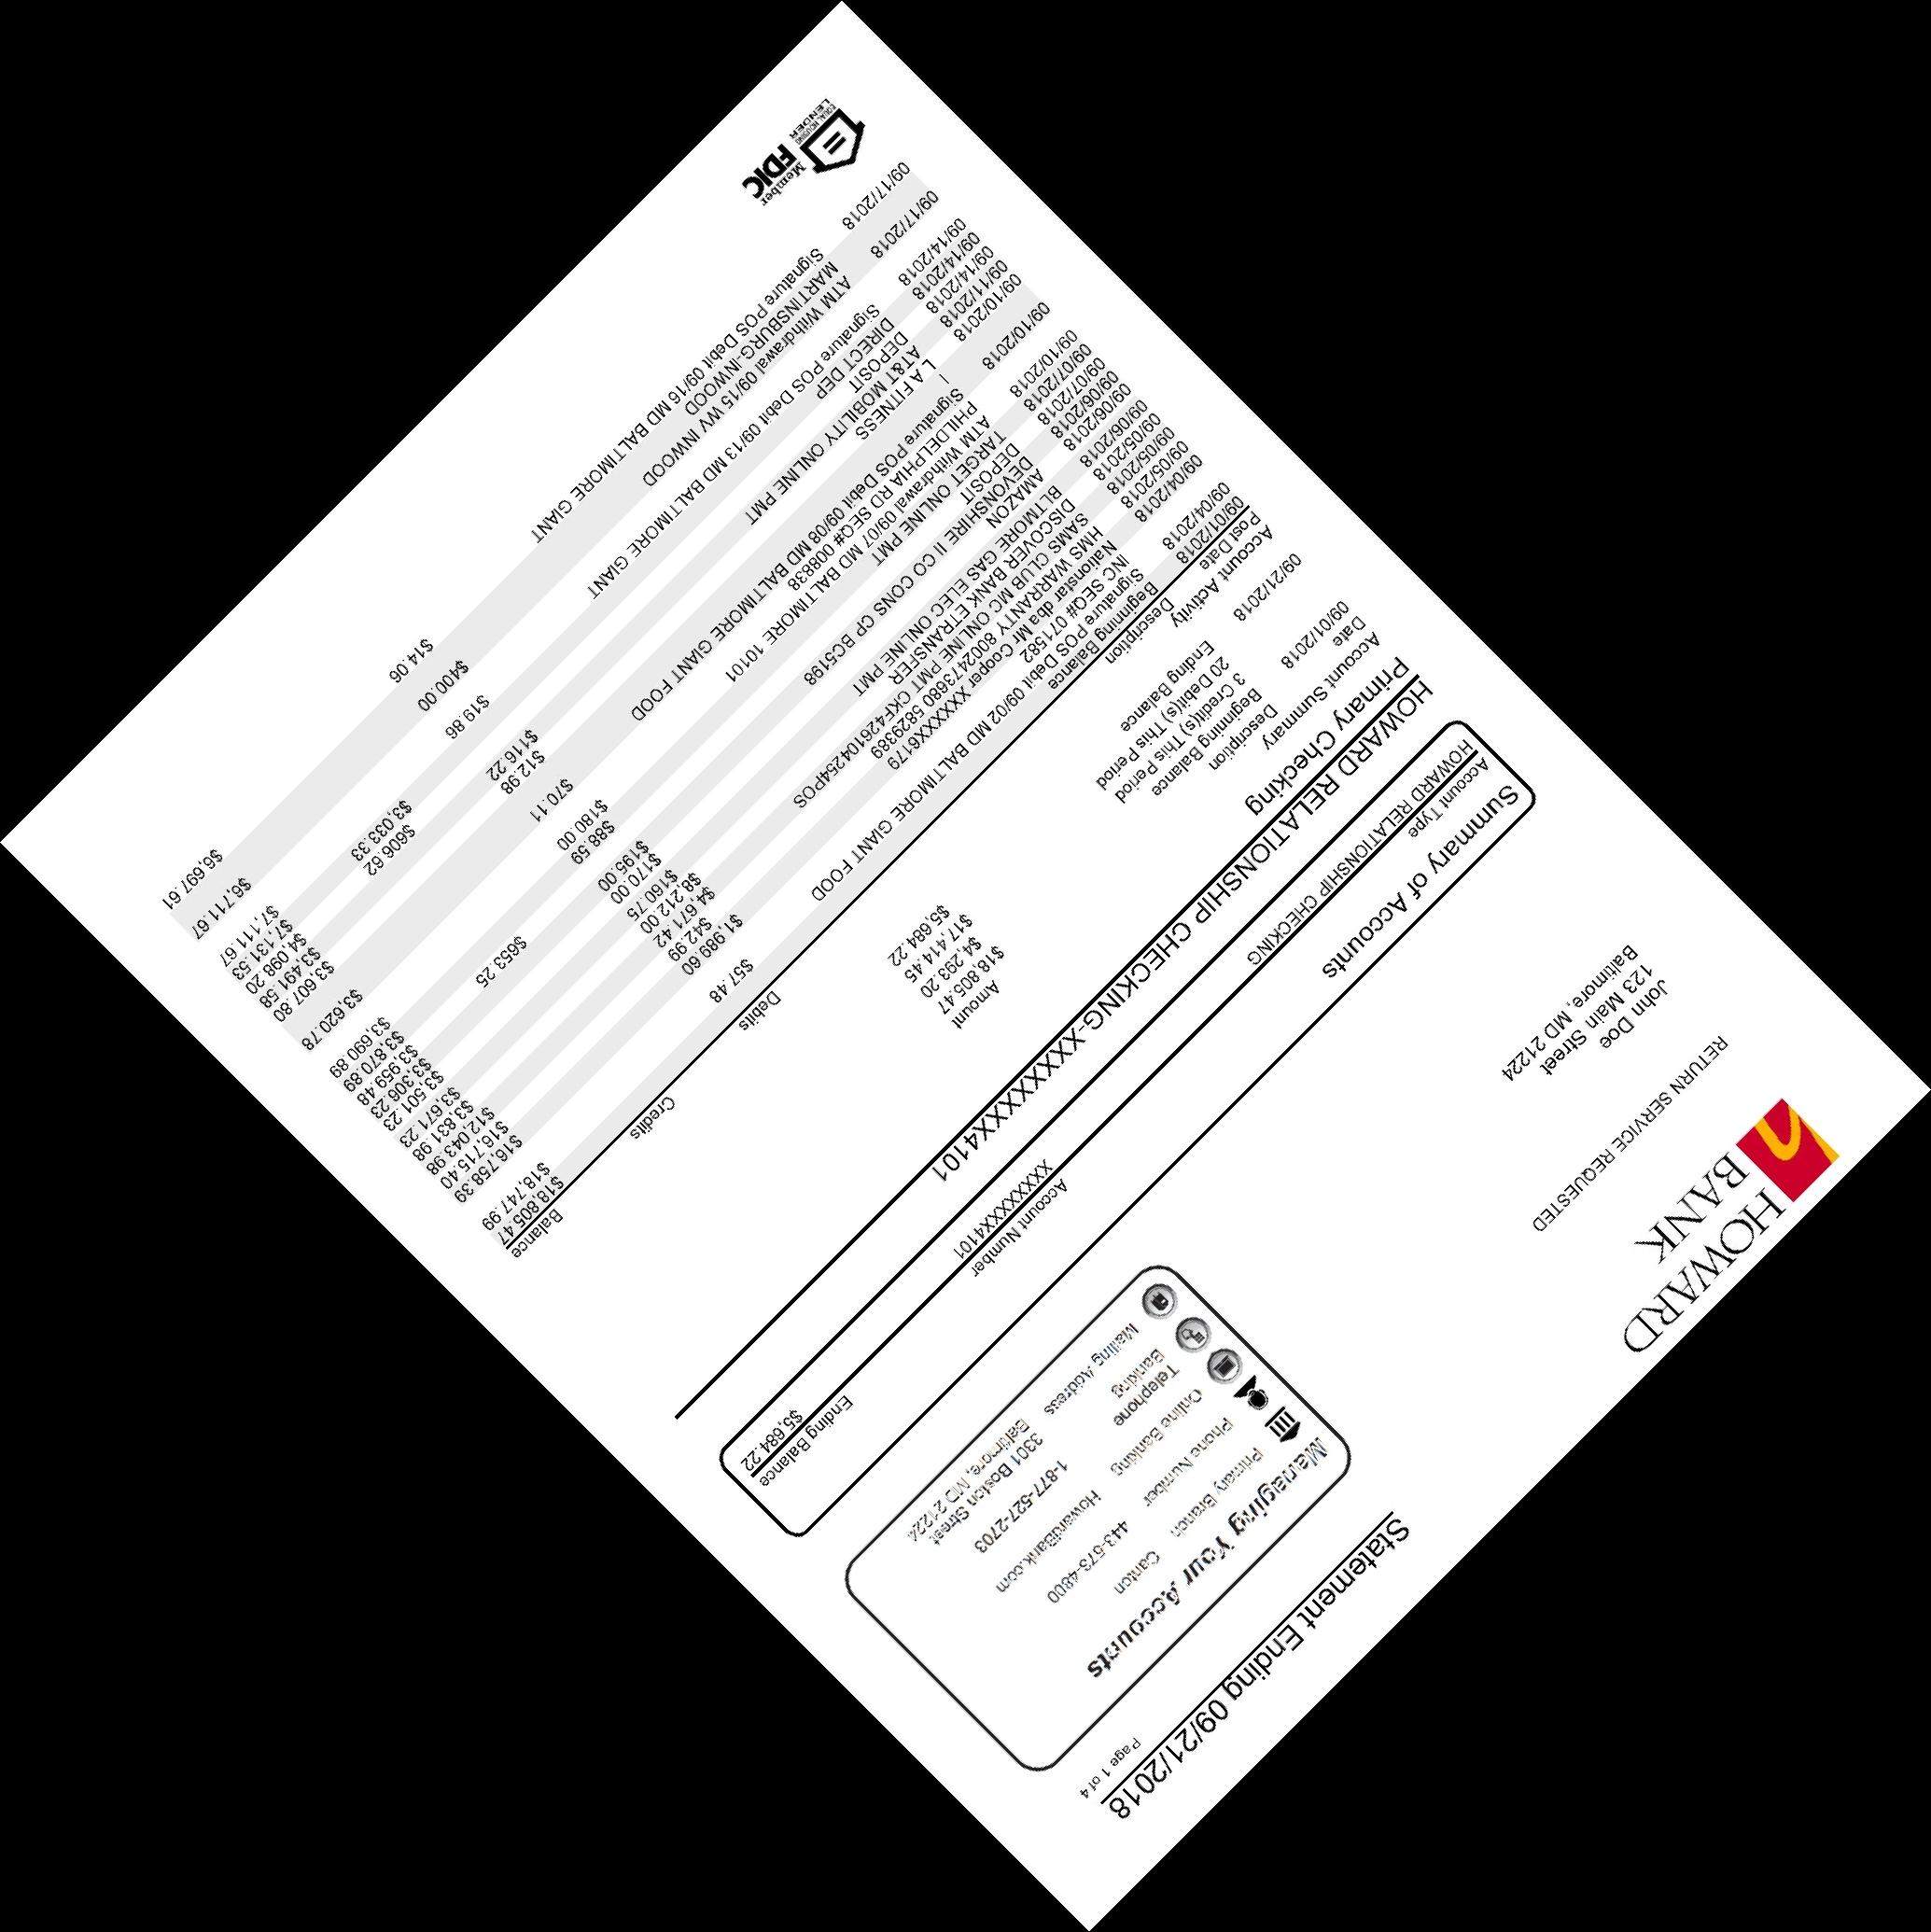 HOWARD
BANK
Statement Ending 09/21/2018
Page 1 of 4
RETURN SERVICE REQUESTED
John Doe
123 Main Street
Baltimore, MD 21224
Managing Your Accounts
Primary Branch Canton
Phone Number 443-573-4800
Online Banking HowardBank.com
Telephone Banking 1-877-527-2703
Mailing Address 3301 Boston Street
Baltimore, MD 21224
Summary of Accounts
Account Type Account Number Ending Balance
HOWARD RELATIONSHIP CHECKING XXXXXXXX4101 $5,684.22
HOWARD RELATIONSHIP CHECKING-XXXXXXXX4101
Primary Checking
Account Summary
Date Description Amount
09/01/2018 Beginning Balance $18,805.47
3 Credit(s) This Period $4,293.20
20 Debit(s) This Period $17,414.45
09/21/2018 Ending Balance $5,684.22
Account Activity
Post Date Description Debits Credits Balance
09/01/2018 Beginning Balance $18,805.47
09/04/2018 Signature POS Debit 09/02 MD BALTIMORE GIANT FOOD $57.48 $18,747.99
INC SEQ# 071582
09/04/2018 Nationstar dba Mr Cooper XXXXXX6179 $1,989.60 $16,758.39
09/05/2018 HMS WARRANTY 8002473680 5829389 $42.99 $16,715.40
09/05/2018 SAMS CLUB MC ONLINE PMT CKF426104254POS $4,671.42 $12,043.98
09/05/2018 DISCOVER BANK ETRANSFER $8,212.00 $3,831.98
09/06/2018 BLTIMORE GAS ELEC ONLINE PMT $160.75 $3,671.23
09/06/2018 AMAZON $170.00 $3,501.23
09/06/2018 DEVONSHIRE II CO CONS CP BC5198 $195.00 $3,306.23
09/07/2018 DEPOSIT $653.25 $3,959.48
09/07/2018 TARGET ONLINE PMT $88.59 $3,870.89
09/10/2018 ATM Withdrawal 09/07 MD BALTIMORE 10101 $180.00 $3,690.89
PHILDELPHIA RD SEQ# 008838
09/10/2018 Signature POS Debit 09/08 MD BALTIMORE GIANT FOOD $70.11 $3,620.78
09/10/2018 L A FITNESS $12.98 $3,607.80
09/11/2018 AT&T MOBILITY ONLINE PMT $116.22 $3,491.58
09/14/2018 DEPOSIT $606.62 $4,098.20
09/14/2018 DIRECT DEP $3,033.33 $7,131.53
09/14/2018 Signature POS Debit 09/13 MD BALTIMORE GIANT $19.86 $7,111.67
09/17/2018 ATM Withdrawal 09/15 WV INWOOD $400.00 $6,711.67
MARTINSBURG-INWOOD
09/17/2018 Signature POS Debit 09/16 MD BALTIMORE GIANT $14.06 $6,697.61
Member
FDIC
EQUAL HOUSING
LENDER